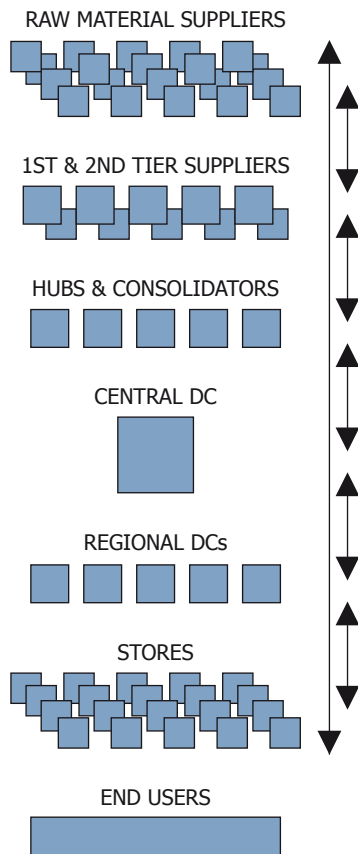 RAW MATERIAL SUPPLIERS
1ST & 2ND TIER SUPPLIERS
HUBS & CONSOLIDATORS
CENTRAL DC
REGIONAL DCs
STORES
END USERS